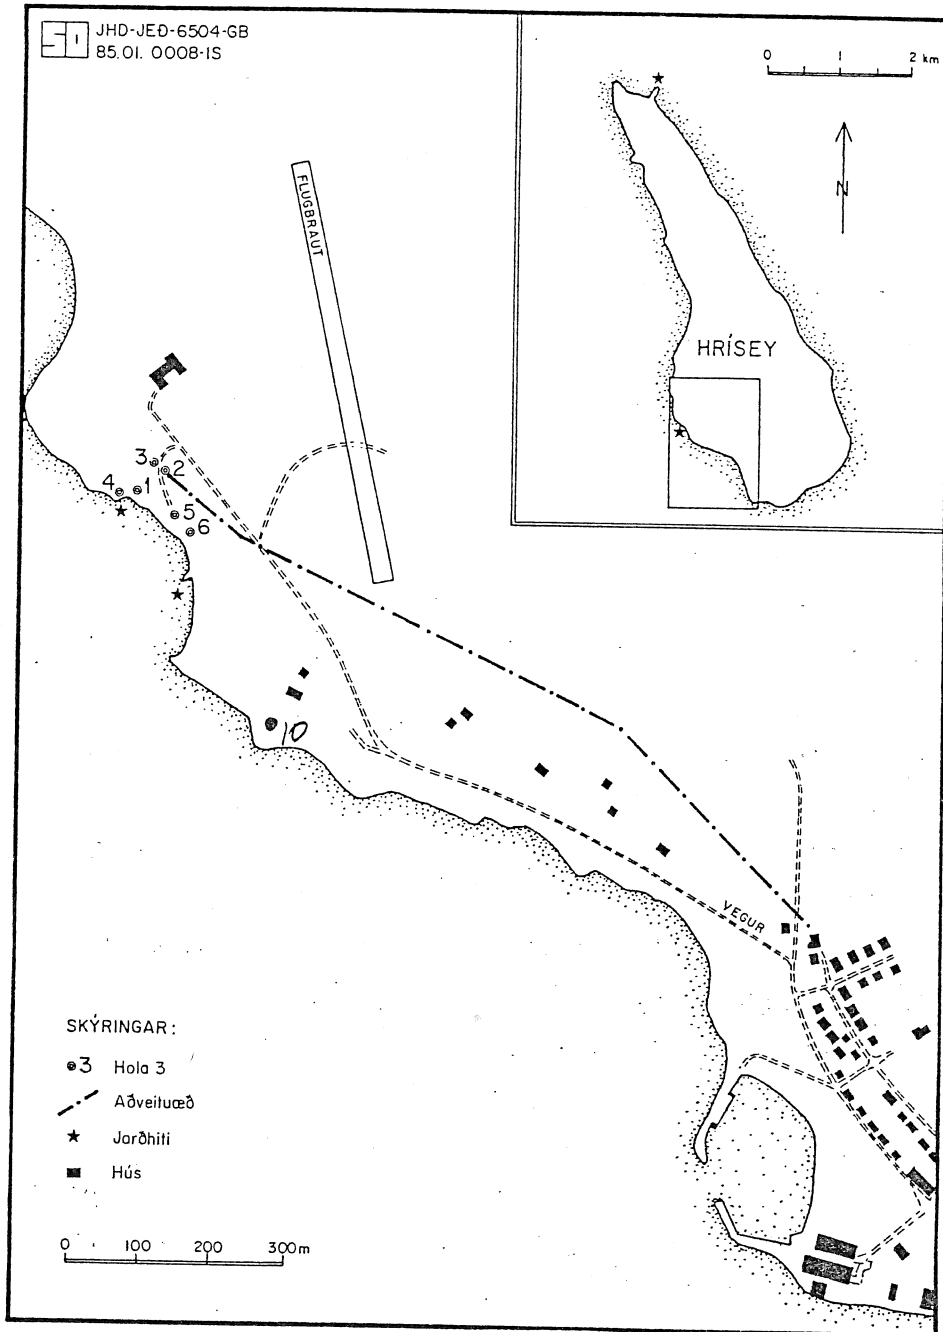 JHD-JEÐ-6504-GB
85.01. 0008-IS
0 1 2 km
N
HRÍSEY
FLUGBRAUT
3
2
4
1
5
6
10
VEGUR
SKÝRINGAR:
3 Hola 3
Aðveituæð
Jarðhiti
Hús
0 100 200 300m